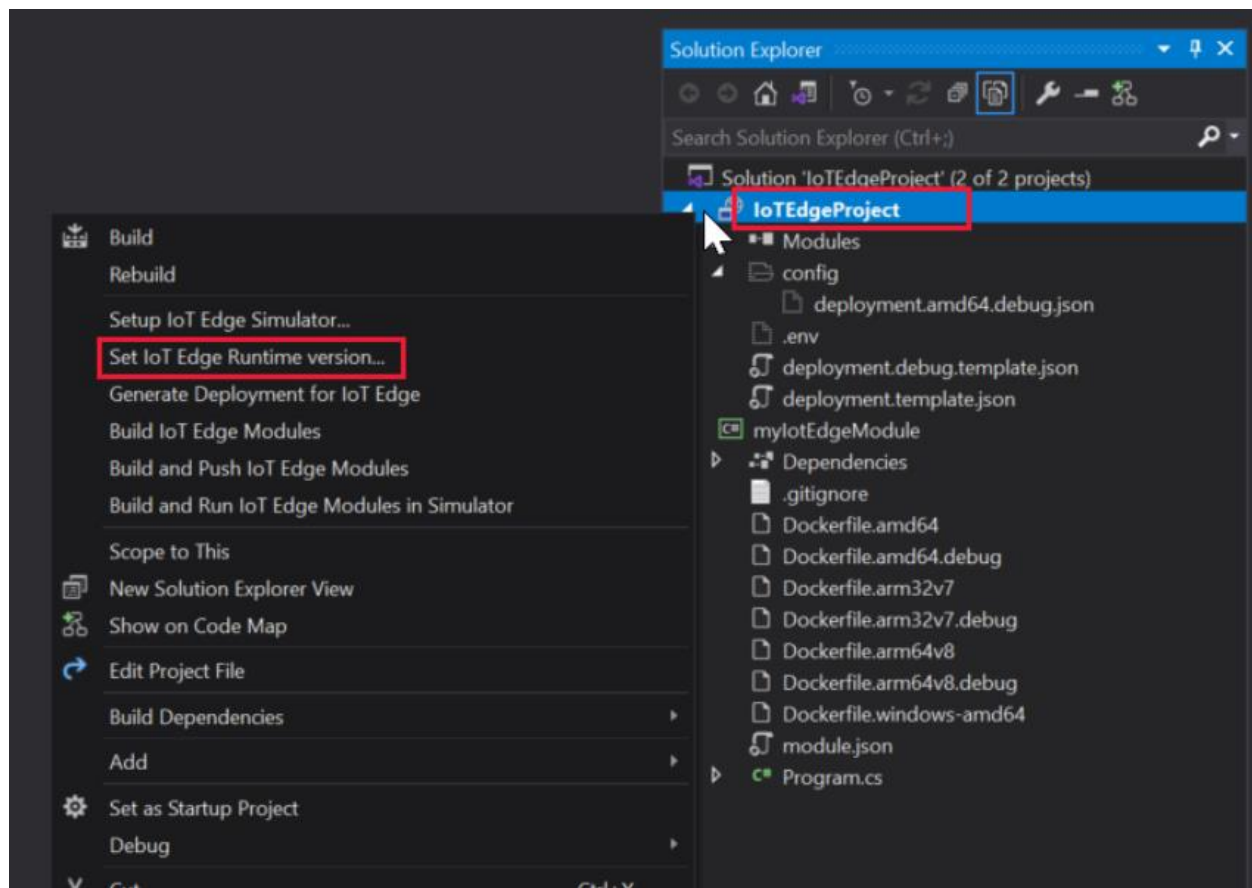 Solution Explorer
Search Solution Explorer (Ctrl+;)
Solution 'IoTEdgeProject' (2 of 2 projects)
IoTEdgeProject
Modules
config
deployment.amd64.debug.json
.env
deployment.debug.template.json
deployment.template.json
C# myIotEdgeModule
Dependencies
.gitignore
Dockerfile.amd64
Dockerfile.amd64.debug
Dockerfile.arm32v7
Dockerfile.arm32v7.debug
Dockerfile.arm64v8
Dockerfile.arm64v8.debug
Dockerfile.windows-amd64
module.json
C# Program.cs
Build
Rebuild
Setup IoT Edge Simulator...
Set IoT Edge Runtime version...
Generate Deployment for IoT Edge
Build IoT Edge Modules
Build and Push IoT Edge Modules
Build and Run IoT Edge Modules in Simulator
Scope to This
New Solution Explorer View
Show on Code Map
Edit Project File
Build Dependencies
Add
Set as Startup Project
Debug
Cut Ctrl+X